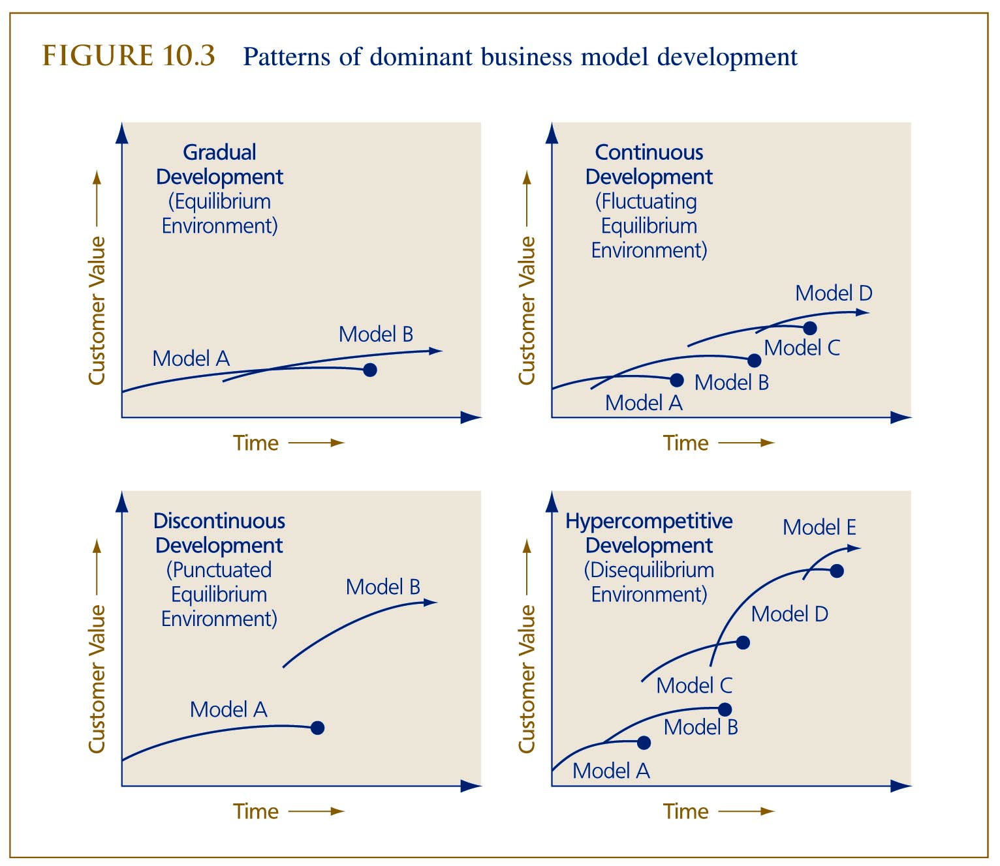 FIGURE 10.3 Patterns of dominant business model development
Gradual
Development
(Equilibrium
Environment)
Customer Value
Model A
Model B
Time
Continuous
Development
(Fluctuating
Equilibrium
Environment)
Customer Value
Model D
Model C
Model B
Model A
Time
Discontinuous
Development
(Punctuated
Equilibrium
Environment)
Customer Value
Model B
Model A
Time
Hypercompetitive
Development
(Disequilibrium
Environment)
Customer Value
Model E
Model D
Model C
Model B
Model A
Time